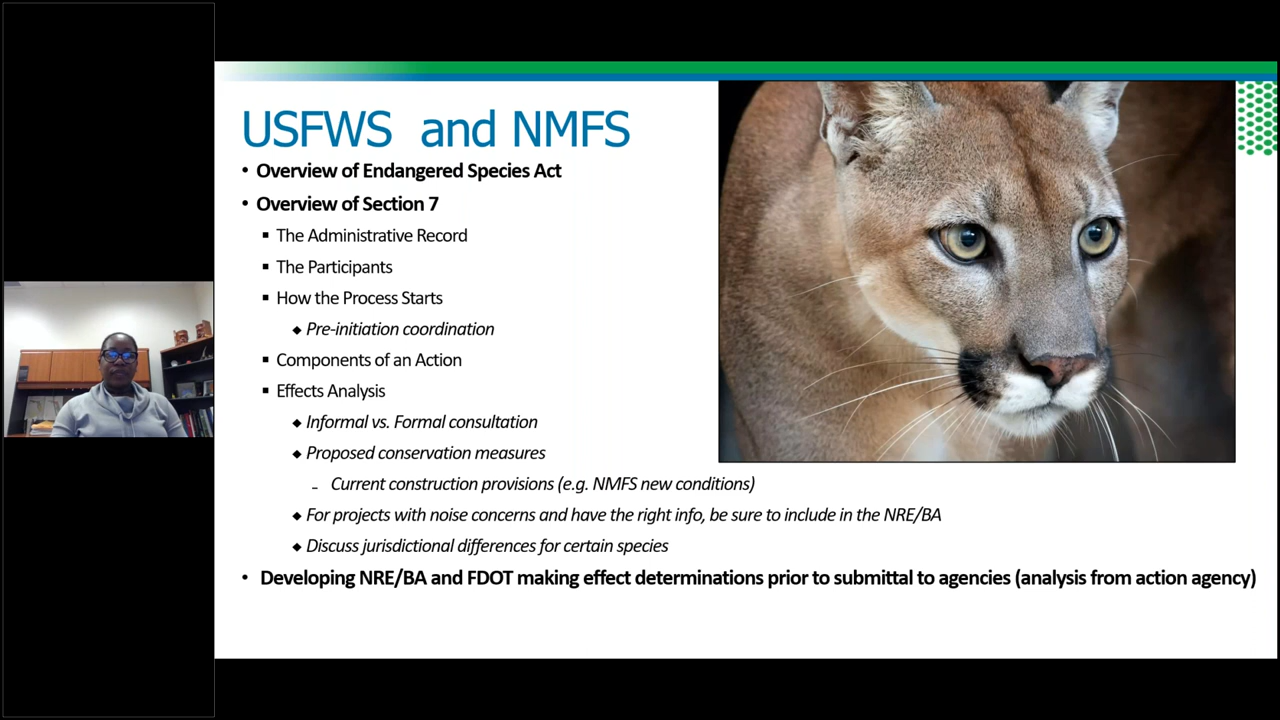 USFWS and NMFS
• Overview of Endangered Species Act
• Overview of Section 7
▪ The Administrative Record
▪ The Participants
▪ How the Process Starts
◆ Pre-initiation coordination
▪ Components of an Action
▪ Effects Analysis
◆ Informal vs. Formal consultation
◆ Proposed conservation measures
– Current construction provisions (e.g. NMFS new conditions)
◆ For projects with noise concerns and have the right info, be sure to include in the NRE/BA
◆ Discuss jurisdictional differences for certain species
• Developing NRE/BA and FDOT making effect determinations prior to submittal to agencies (analysis from action agency)